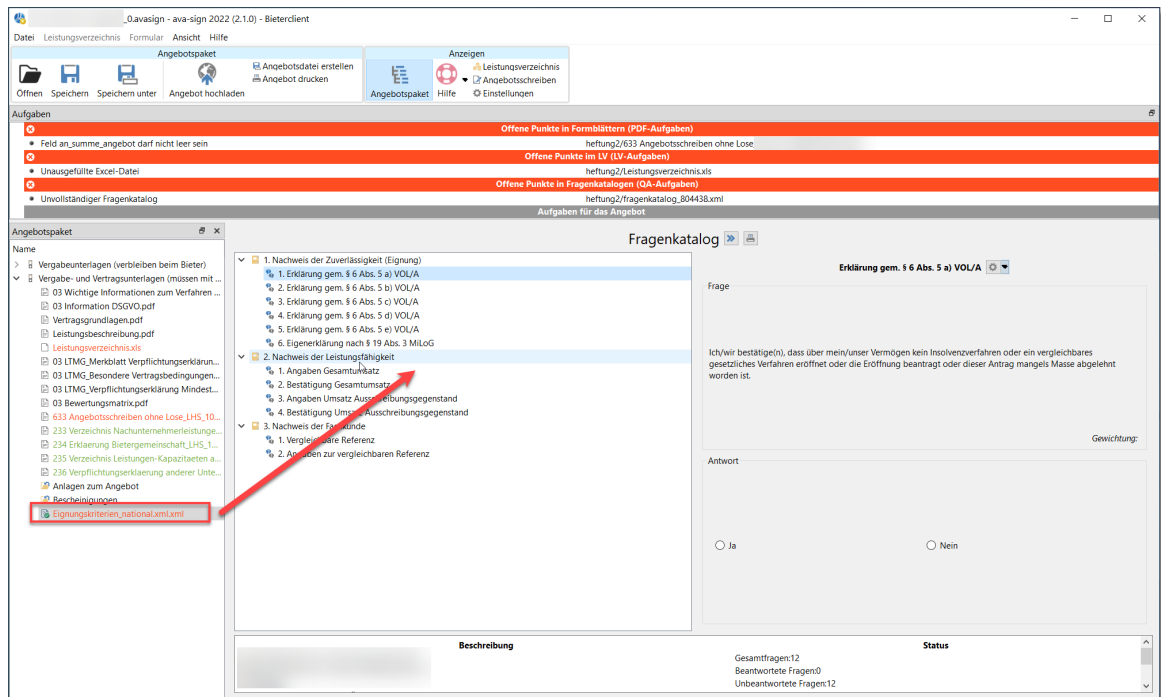 _0.avasign - ava-sign 2022 (2.1.0) - Bieterclient
Datei Leistungsverzeichnis Formular Ansicht Hilfe
Angebotspaket
Anzeigen
Öffnen
Speichern
Speichern unter
Angebot hochladen
Angebotsdatei erstellen
Angebot drucken
Angebotspaket
Hilfe
Leistungsverzeichnis
Angebotsschreiben
Einstellungen
Aufgaben
Offene Punkte in Formblättern (PDF-Aufgaben)
Feld an_summe_angebot darf nicht leer sein heftung2/633 Angebotsschreiben ohne Lose
Offene Punkte im LV (LV-Aufgaben)
Unausgefüllte Excel-Datei heftung2/Leistungsverzeichnis.xls
Offene Punkte in Fragenkatalogen (QA-Aufgaben)
Unvollständiger Fragenkatalog heftung2/fragenkatalog_804438.xml
Aufgaben für das Angebot
Angebotspaket
Name
Vergabeunterlagen (verbleiben beim Bieter)
Vergabe- und Vertragsunterlagen (müssen mit ...
03 Wichtige Informationen zum Verfahren ...
03 Information DSGVO.pdf
Vertragsgrundlagen.pdf
Leistungsbeschreibung.pdf
Leistungsverzeichnis.xls
03 LTMG_Merkblatt Verpflichtungserklärun...
03 LTMG_Besondere Vertragsbedingungen...
03 LTMG_Verpflichtungserklärung Mindest...
03 Bewertungsmatrix.pdf
633 Angebotsschreiben ohne Lose_LHS_10...
233 Verzeichnis Nachunternehmerleistunge...
234 Erklaerung Bietergemeinschaft_LHS_1...
235 Verzeichnis Leistungen-Kapazitaeten a...
236 Verpflichtungserklaerung anderer Unte...
Anlagen zum Angebot
Bescheinigungen
Eignungskriterien_national.xml.xml
Fragenkatalog
1. Nachweis der Zuverlässigkeit (Eignung)
1. Erklärung gem. § 6 Abs. 5 a) VOL/A
2. Erklärung gem. § 6 Abs. 5 b) VOL/A
3. Erklärung gem. § 6 Abs. 5 c) VOL/A
4. Erklärung gem. § 6 Abs. 5 d) VOL/A
5. Erklärung gem. § 6 Abs. 5 e) VOL/A
6. Eigenerklärung nach § 19 Abs. 3 MiLoG
2. Nachweis der Leistungsfähigkeit
1. Angaben Gesamtumsatz
2. Bestätigung Gesamtumsatz
3. Angaben Umsatz Ausschreibungsgegenstand
4. Bestätigung Umsatz Ausschreibungsgegenstand
3. Nachweis der Fachkunde
1. Vergleichbare Referenz
2. Angaben zur vergleichbaren Referenz
Erklärung gem. § 6 Abs. 5 a) VOL/A
Frage
Ich/wir bestätige(n), dass über mein/unser Vermögen kein Insolvenzverfahren oder ein vergleichbares
gesetzliches Verfahren eröffnet oder die Eröffnung beantragt oder dieser Antrag mangels Masse abgelehnt
worden ist.
Gewichtung:
Antwort
Ja
Nein
Beschreibung
Status
Gesamtfragen:12
Beantwortete Fragen:0
Unbeantwortete Fragen:12